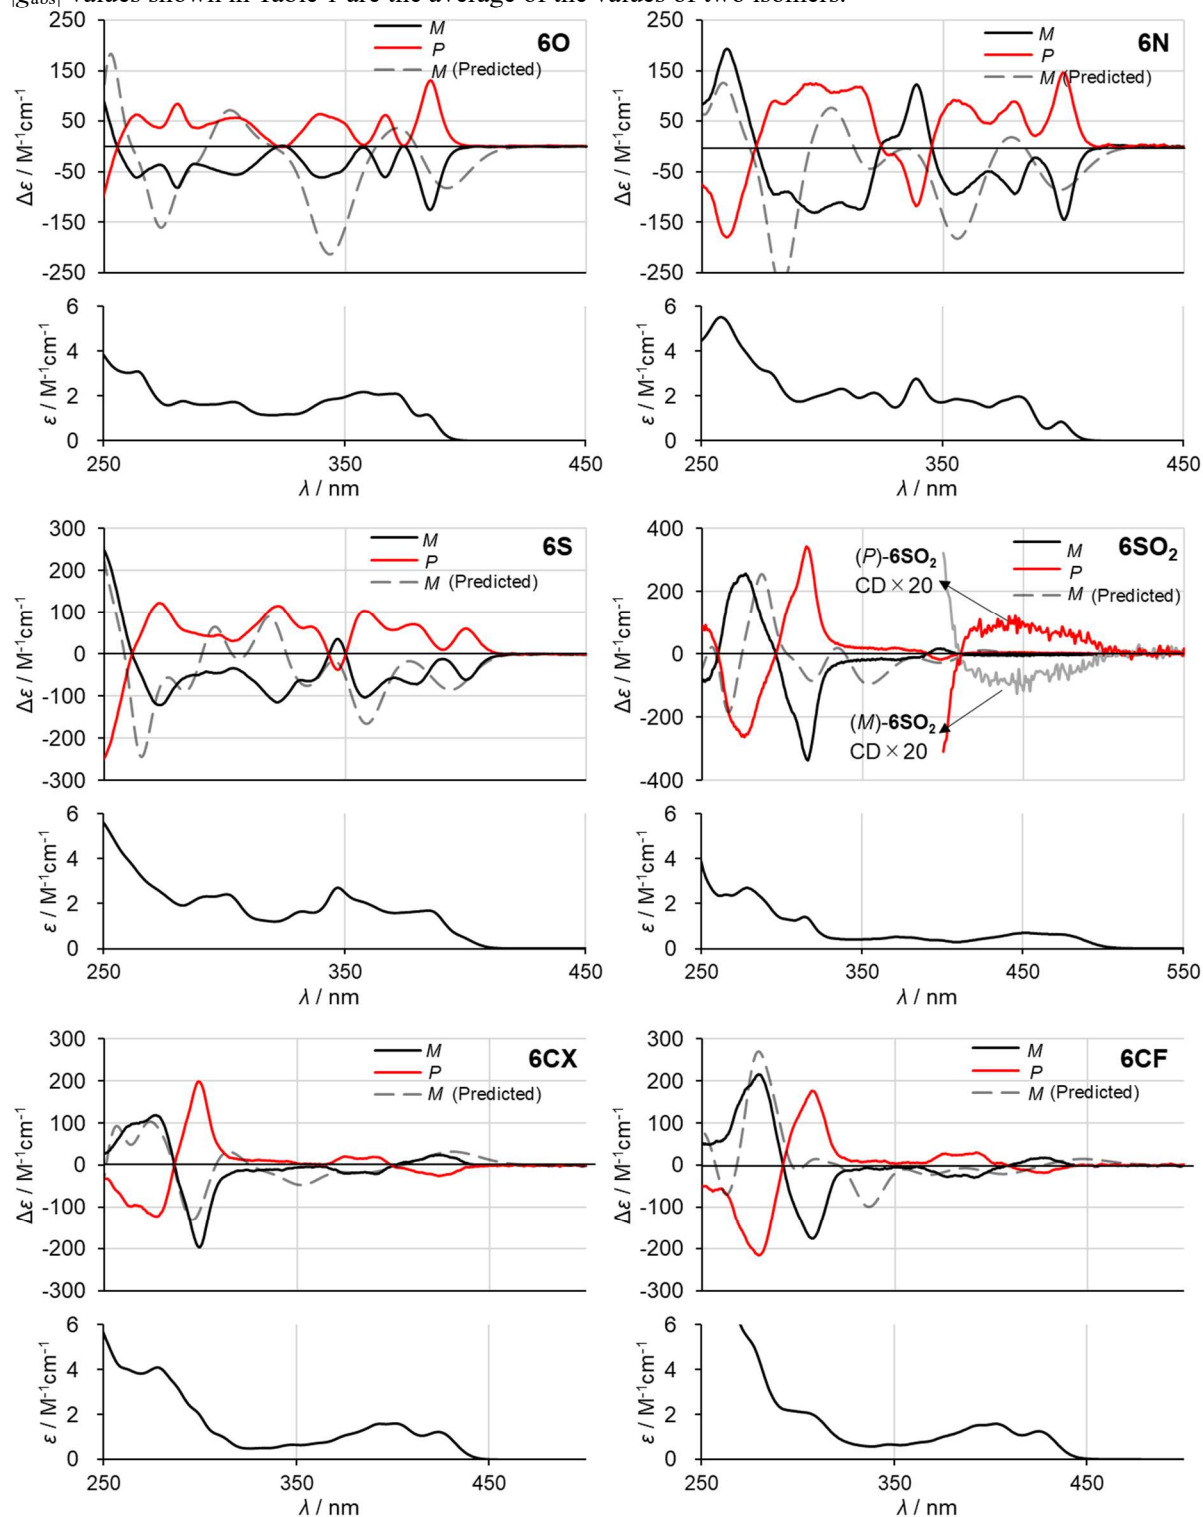 |gabs| values shown in Table 1 are the average of the values of two isomers.
250
150
50
-50
-150
-250
Δε / M-1cm-1
M
P
M (Predicted)
6O
6
4
2
0
ε / M-1cm-1
250
350
450
λ / nm
250
150
50
-50
-150
-250
Δε / M-1cm-1
M
P
M (Predicted)
6N
6
4
2
0
ε / M-1cm-1
250
350
450
λ / nm
300
200
100
0
-100
-200
-300
Δε / M-1cm-1
M
P
M (Predicted)
6S
6
4
2
0
ε / M-1cm-1
250
350
450
λ / nm
400
200
0
-200
-400
Δε / M-1cm-1
(P)-6SO2
CD×20
M
P
M (Predicted)
6SO2
(M)-6SO2
CD×20
6
4
2
0
ε / M-1cm-1
250
350
450
550
λ / nm
300
200
100
0
-100
-200
-300
Δε / M-1cm-1
M
P
M (Predicted)
6CX
6
4
2
0
ε / M-1cm-1
250
350
450
λ / nm
300
200
100
0
-100
-200
-300
Δε / M-1cm-1
M
P
M (Predicted)
6CF
6
4
2
0
ε / M-1cm-1
250
350
450
λ / nm